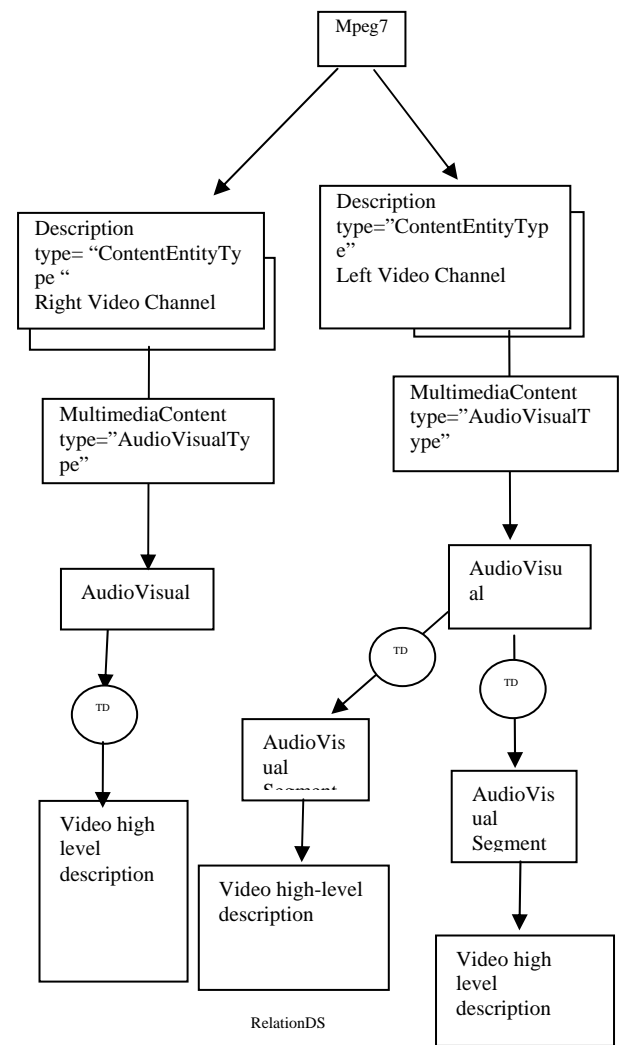 Mpeg7
Description
type= “ContentEntityTy
pe “
Right Video Channel
Description
type=”ContentEntityTyp
e”
Left Video Channel
MultimediaContent
type=”AudioVisualTy
pe”
MultimediaContent
type=”AudioVisualT
ype”
AudioVisual
AudioVisu
al
TD
TD
TD
AudioVis
ual
Segment
AudioVis
ual
Segment
Video high
level
description
Video high-level
description
Video high
level
description
RelationDS